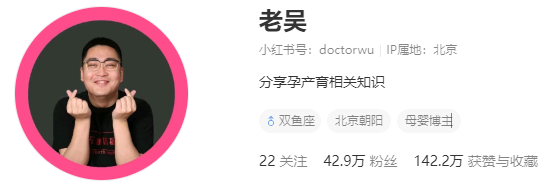 老吴
小红书号：doctorwu IP属地：北京
分享孕产育相关知识
双鱼座 北京朝阳 母婴博主
22 关注 42.9万 粉丝 142.2万 获赞与收藏